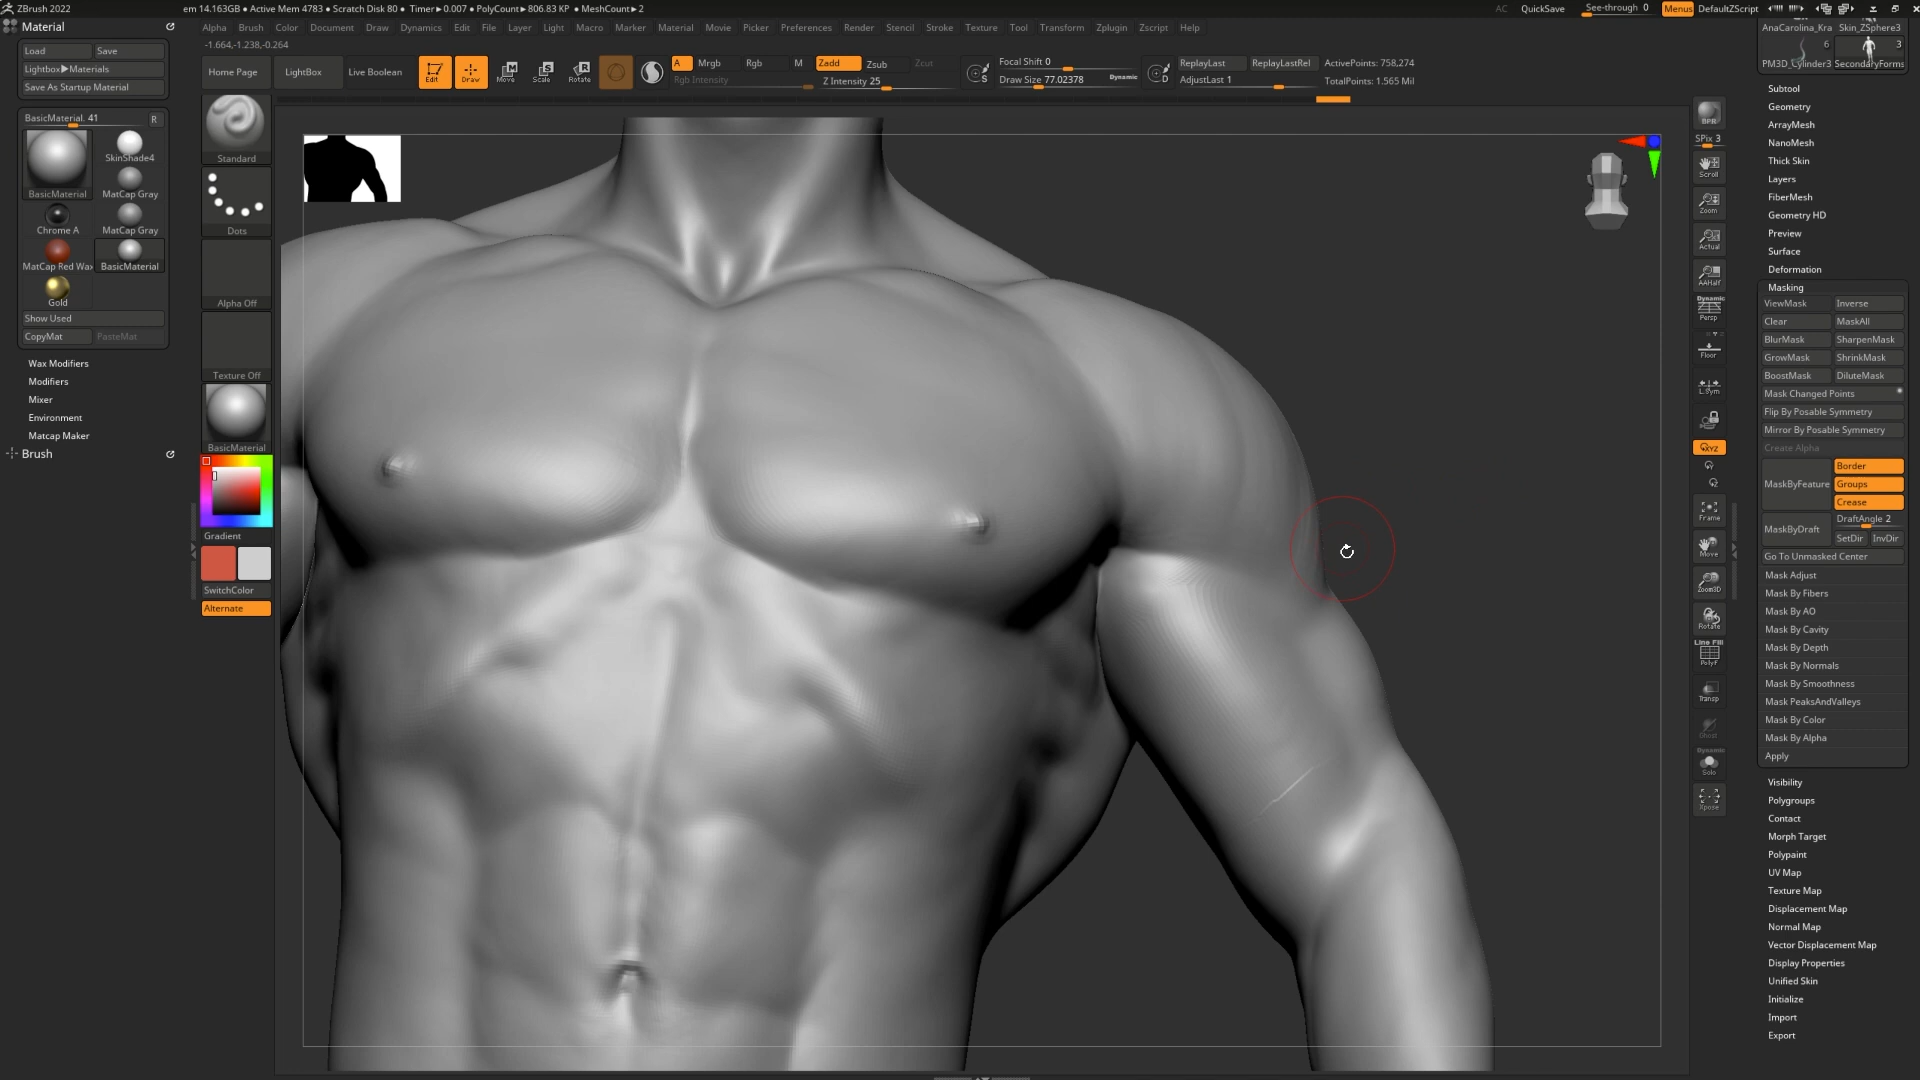 ZBrush 2022
em 14.163GB • Active Mem 4783 • Scratch Disk 80 • Timer▸0.007 • PolyCount▸806.83 KP • MeshCount▸2
AC
QuickSave
See-through 0
Menus
DefaultZScript
Material
Alpha Brush Color Document Draw Dynamics Edit File Layer Light Macro Marker Material Movie Picker Preferences Render Stencil Stroke Texture Tool Transform Zplugin Zscript Help
-1.664,-1.238,-0.264
Load
Save
Lightbox▸Materials
Save As Startup Material
BasicMaterial. 41
R
BasicMaterial
SkinShade4
MatCap Gray
Chrome A
MatCap Gray
MatCap Red Wax
BasicMaterial
Gold
Show Used
CopyMat
PasteMat
Wax Modifiers
Modifiers
Mixer
Environment
Matcap Maker
Brush
Home Page
LightBox
Live Boolean
Edit
Draw
Move
Scale
Rotate
A
Mrgb
Rgb
M
Rgb Intensity
Zadd
Zsub
Zcut
Z Intensity 25
S
Focal Shift 0
Draw Size 77.02378
Dynamic
D
ReplayLast
ReplayLastRel
AdjustLast 1
ActivePoints: 758,274
TotalPoints: 1.565 Mil
Standard
Dots
Alpha Off
Texture Off
BasicMaterial
Gradient
SwitchColor
Alternate
BPR
SPix 3
Scroll
Zoom
Actual
AAHalf
Dynamic
Persp
Floor
L.Sym
Qxyz
Frame
Move
Zoom3D
Rotate
Line Fill
PolyF
Transp
Ghost
Dynamic
Solo
Xpose
AnaCarolina_Kra
Skin_ZSphere3
6
3
PM3D_Cylinder3
SecondaryForms
Subtool
Geometry
ArrayMesh
NanoMesh
Thick Skin
Layers
FiberMesh
Geometry HD
Preview
Surface
Deformation
Masking
ViewMask
Inverse
Clear
MaskAll
BlurMask
SharpenMask
GrowMask
ShrinkMask
BoostMask
DiluteMask
Mask Changed Points
Flip By Posable Symmetry
Mirror By Posable Symmetry
Create Alpha
MaskByFeature
Border
Groups
Crease
MaskByDraft
DraftAngle 2
SetDir
InvDir
Go To Unmasked Center
Mask Adjust
Mask By Fibers
Mask By AO
Mask By Cavity
Mask By Depth
Mask By Normals
Mask By Smoothness
Mask PeaksAndValleys
Mask By Color
Mask By Alpha
Apply
Visibility
Polygroups
Contact
Morph Target
Polypaint
UV Map
Texture Map
Displacement Map
Normal Map
Vector Displacement Map
Display Properties
Unified Skin
Initialize
Import
Export